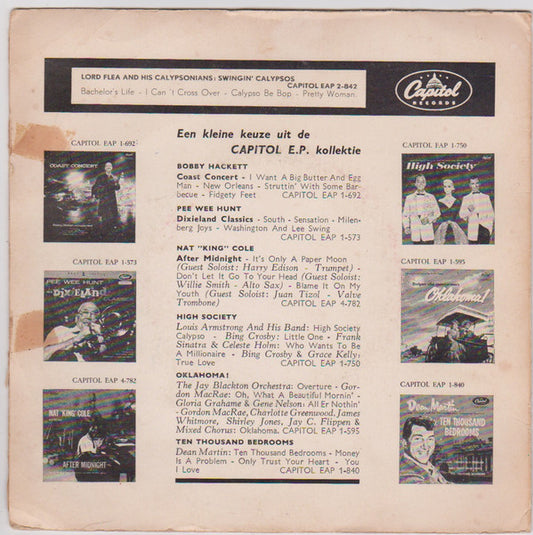 LORD FLEA AND HIS CALYPSONIANS: SWINGIN' CALYPSOS
CAPITOL EAP 2-842
Bachelor's Life - I Can´t Cross Over - Calypso Be Bop - Pretty Woman.
Capitol
RECORDS
Een kleine keuze uit de
CAPITOL E.P. kollektie
CAPITOL EAP 1-692
COAST CONCERT
CAPITOL EAP 1-573
PEE WEE HUNT
DIXIELAND
CAPITOL EAP 4-782
NAT 'KING' COLE
AFTER MIDNIGHT
BOBBY HACKETT
Coast Concert - I Want A Big Butter And Egg
Man - New Orleans - Struttin' With Some Bar-
becue - Fidgety Feet CAPITOL EAP 1-692
PEE WEE HUNT
Dixieland Classics - South - Sensation - Milen-
berg Joys - Washington And Lee Swing
CAPITOL EAP 1-573
NAT "KING" COLE
After Midnight - It's Only A Paper Moon
(Guest Soloist: Harry Edison - Trumpet) -
Don't Let It Go To Your Head (Guest Soloist:
Willie Smith - Alto Sax) - Blame It On My
Youth (Guest Soloist: Juan Tizol - Valve
Trombone) CAPITOL EAP 4-782
HIGH SOCIETY
Louis Armstrong And His Band: High Society
Calypso - Bing Crosby: Little One - Frank
Sinatra & Celeste Holm: Who Wants To Be
A Millionaire - Bing Crosby & Grace Kelly:
True Love CAPITOL EAP 1-750
OKLAHOMA!
The Jay Blackton Orchestra: Overture - Gor-
don MacRae: Oh, What A Beautiful Mornin' -
Gloria Grahame & Gene Nelson: All Er Nothin'
- Gordon MacRae, Charlotte Greenwood, James
Whitmore, Shirley Jones, Jay C. Flippen &
Mixed Chorus: Oklahoma. CAPITOL EAP 1-595
TEN THOUSAND BEDROOMS
Dean Martin: Ten Thousand Bedrooms - Money
Is A Problem - Only Trust Your Heart - You
I Love CAPITOL EAP 1-840
CAPITOL EAP 1-750
High Society
CAPITOL EAP 1-595
Oklahoma!
CAPITOL EAP 1-840
Dean Martin
TEN THOUSAND
BEDROOMS